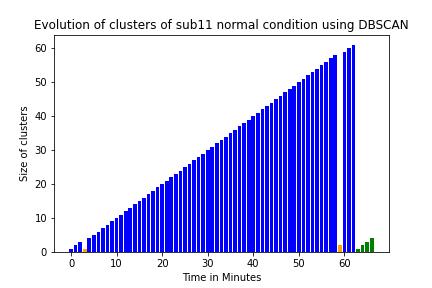 Evolution of clusters of sub11 normal condition using DBSCAN
Size of clusters
60
50
40
30
20
10
0
0 10 20 30 40 50 60
Time in Minutes